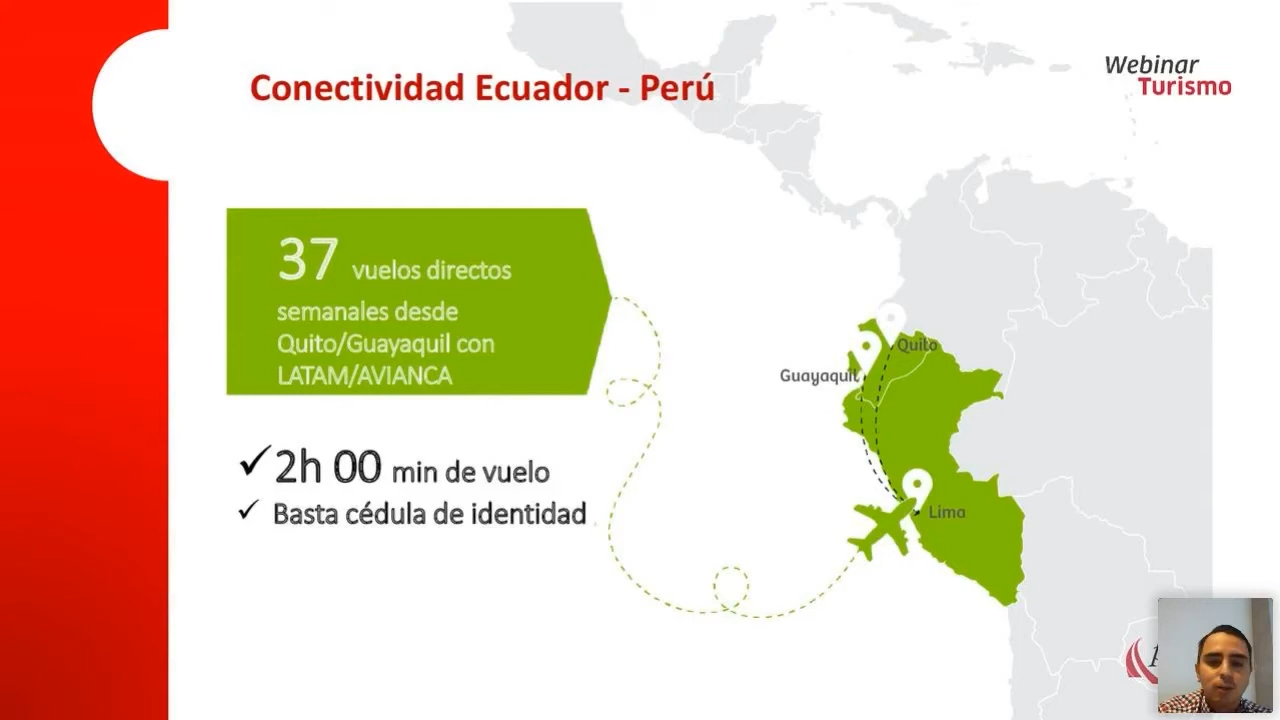 Conectividad Ecuador - Perú
Webinar
Turismo
37 vuelos directos
semanales desde
Quito/Guayaquil con
LATAM/AVIANCA
✓2h 00 min de vuelo
✓ Basta cédula de identidad
Quito
Guayaquil
Lima